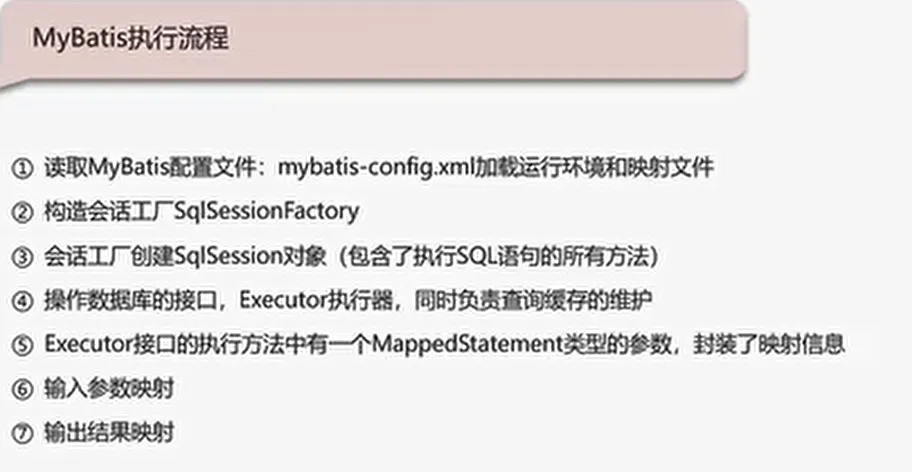 MyBatis执行流程
① 读取MyBatis配置文件：mybatis-config.xml加载运行环境和映射文件
② 构造会话工厂SqlSessionFactory
③ 会话工厂创建SqlSession对象（包含了执行SQL语句的所有方法）
④ 操作数据库的接口，Executor执行器，同时负责查询缓存的维护
⑤ Executor接口的执行方法中有一个MappedStatement类型的参数，封装了映射信息
⑥ 输入参数映射
⑦ 输出结果映射